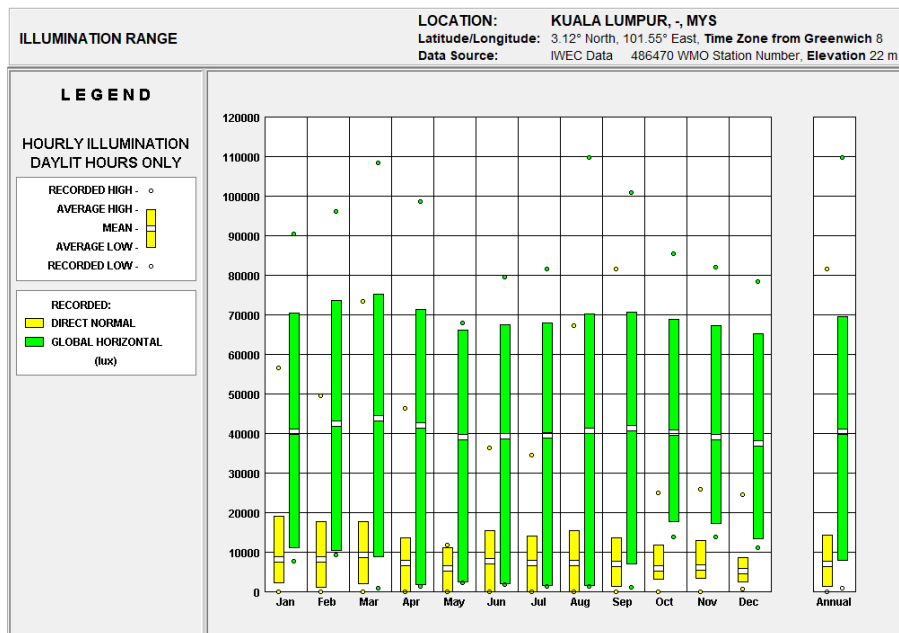 ILLUMINATION RANGE
LOCATION: KUALA LUMPUR, -, MYS
Latitude/Longitude: 3.12° North, 101.55° East, Time Zone from Greenwich 8
Data Source: IWEC Data 486470 WMO Station Number, Elevation 22 m
LEGEND
HOURLY ILLUMINATION
DAYLIT HOURS ONLY
RECORDED HIGH -
AVERAGE HIGH -
MEAN -
AVERAGE LOW -
RECORDED LOW -
RECORDED:
DIRECT NORMAL
GLOBAL HORIZONTAL
(lux)
120000
110000
100000
90000
80000
70000
60000
50000
40000
30000
20000
10000
0
Jan Feb Mar Apr May Jun Jul Aug Sep Oct Nov Dec Annual